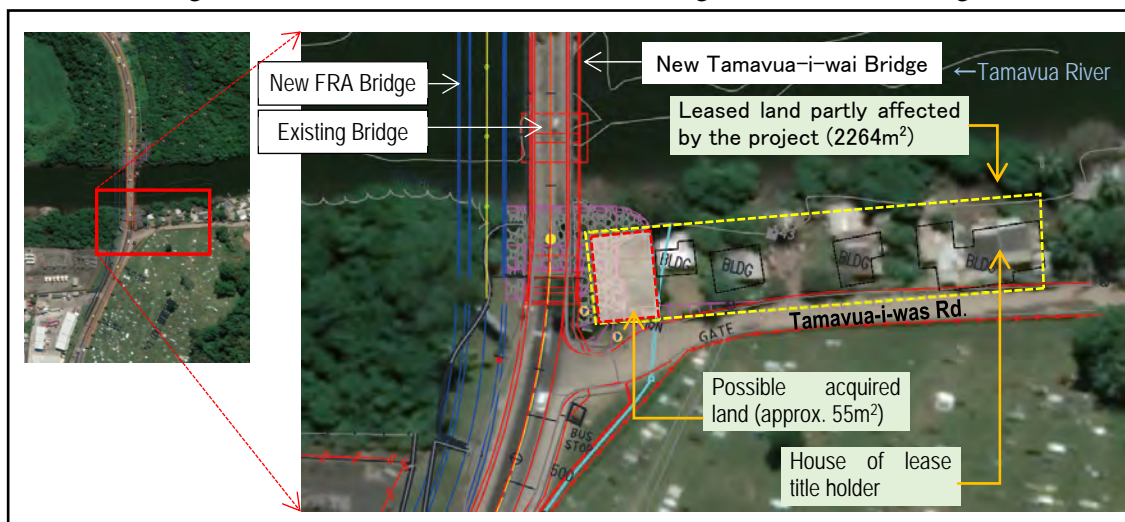 New FRA Bridge
Existing Bridge
New Tamavua-i-wai Bridge
←Tamavua River
Leased land partly affected
by the project (2264m²)
BLDG
BLDG
BLDG
BLDG
Tamavua-i-was Rd.
GATE
BUS
STOP
500
Possible acquired
land (approx. 55m²)
House of lease
title holder